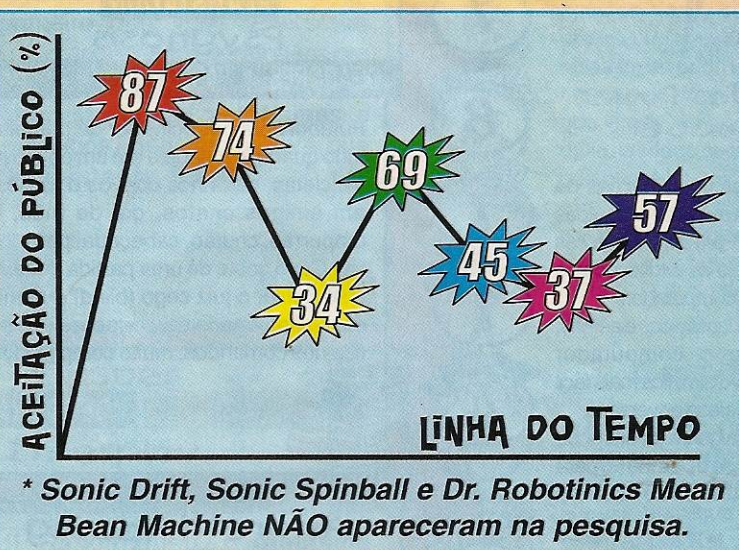 ACEITAÇÃO DO PÚBLICO (%)
87
74
34
69
45
37
57
LINHA DO TEMPO
* Sonic Drift, Sonic Spinball e Dr. Robotinics Mean
Bean Machine NÃO apareceram na pesquisa.